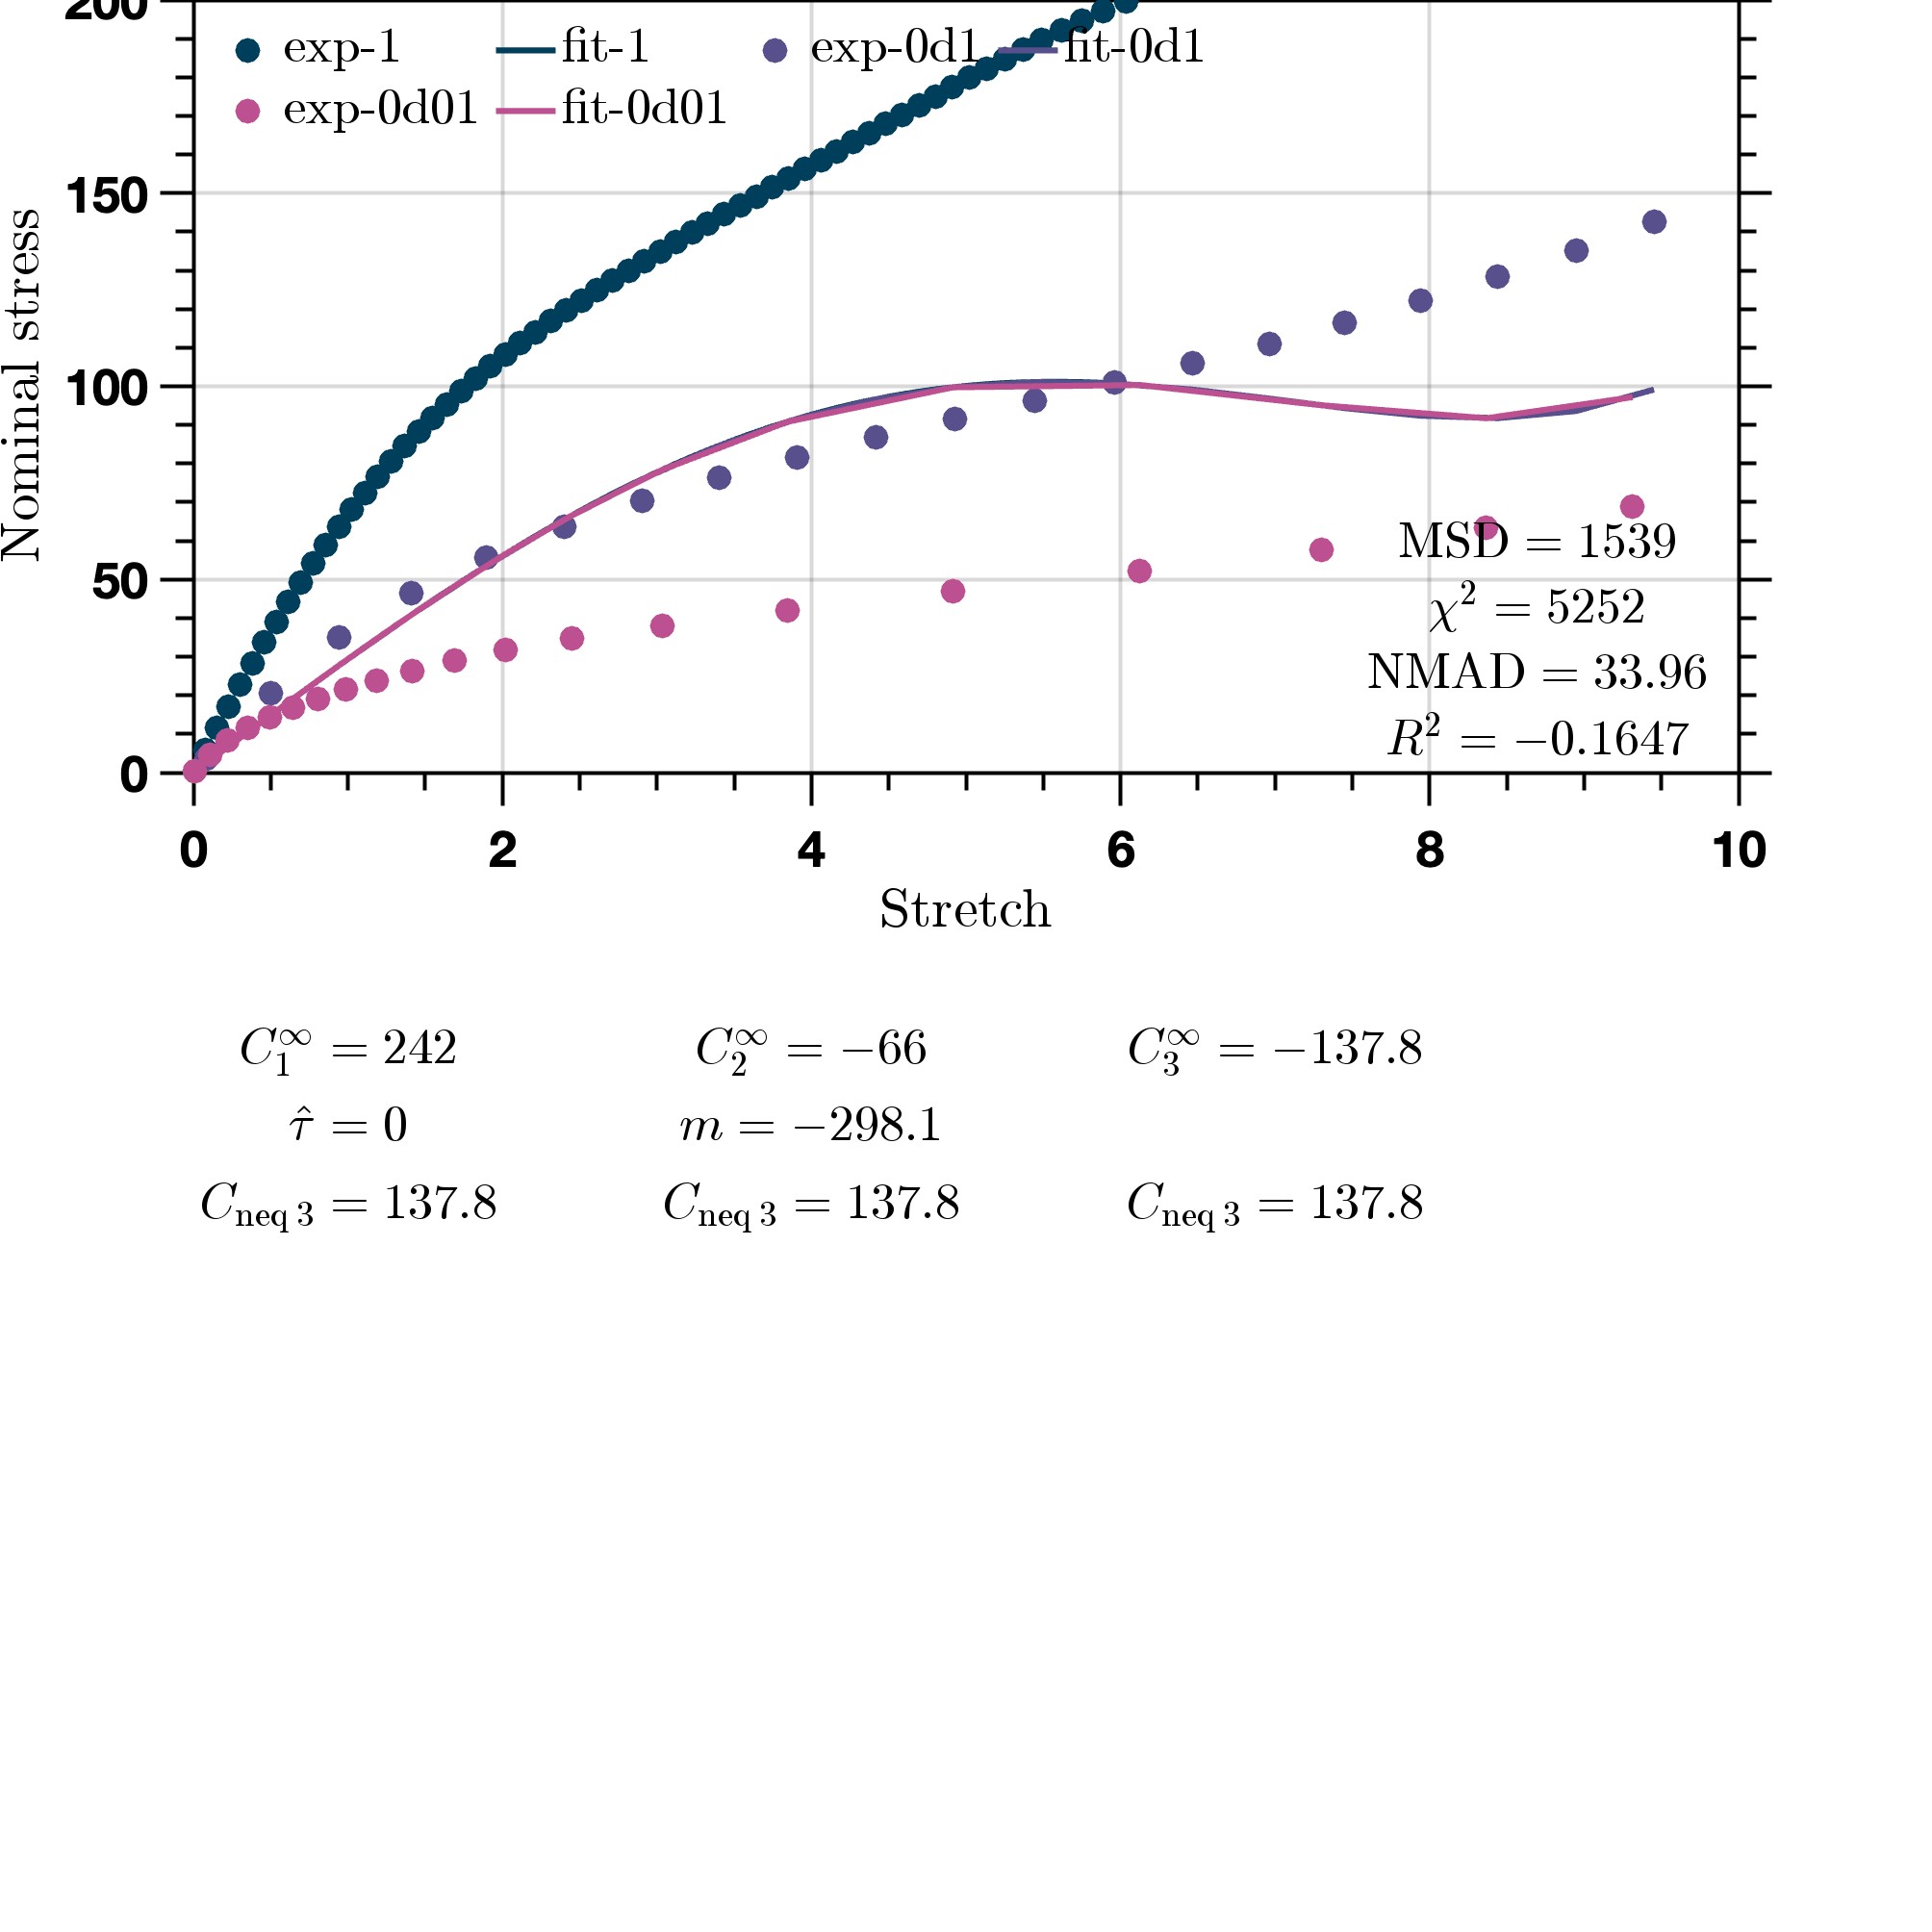 200
exp-1 fit-1 exp-0d1 fit-0d1
exp-0d01 fit-0d01
150
100
50
0
Nominal stress
MSD = 1539
χ² = 5252
NMAD = 33.96
R² = −0.1647
0 2 4 6 8 10
Stretch
C₁^∞ = 242 C₂^∞ = −66 C₃^∞ = −137.8
τ̂ = 0 m = −298.1
C_neq 3 = 137.8 C_neq 3 = 137.8 C_neq 3 = 137.8